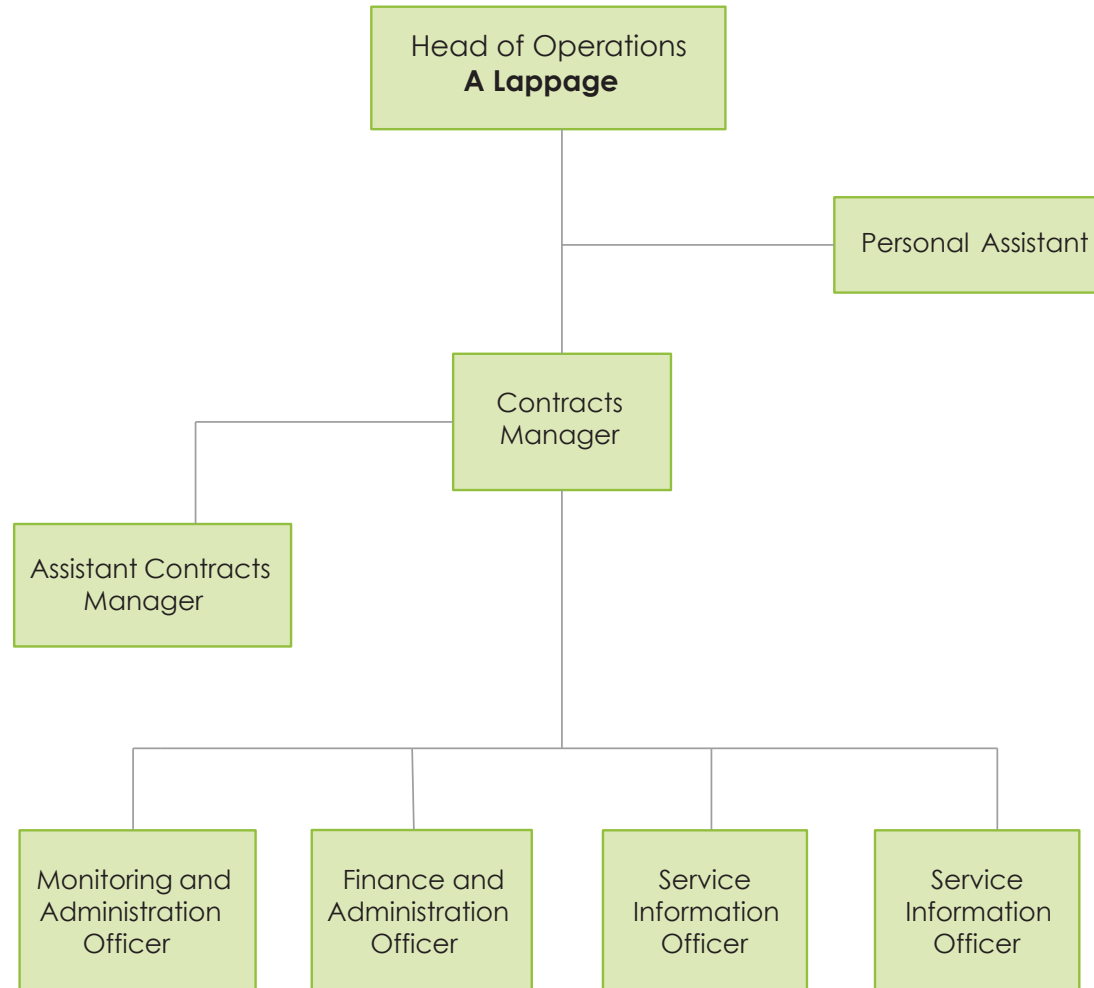 Head of Operations
A Lappage
Personal Assistant
Contracts
Manager
Assistant Contracts
Manager
Monitoring and
Administration
Officer
Finance and
Administration
Officer
Service
Information
Officer
Service
Information
Officer